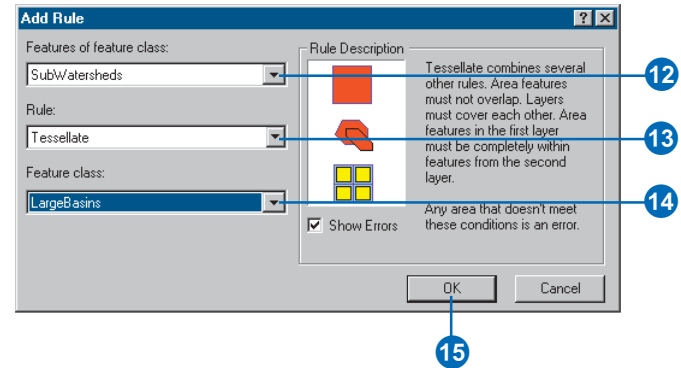 Add Rule
Features of feature class:
SubWatersheds
Rule:
Tessellate
Feature class:
LargeBasins
Rule Description
Tessellate combines several
other rules. Area features
must not overlap. Layers
must cover each other. Area
features in the first layer
must be completely within
features from the second
layer.
Any area that doesn't meet
these conditions is an error.
Show Errors
OK
Cancel
12
13
14
15